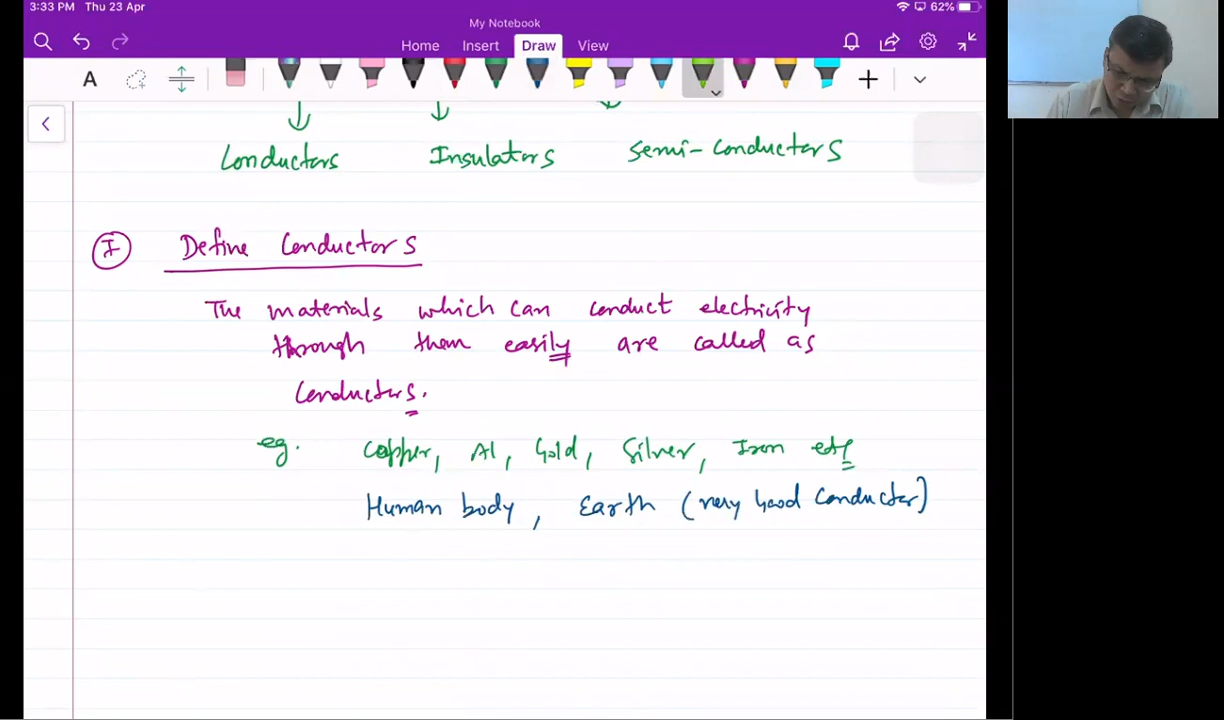 3:33 PM Thu 23 Apr
62%
My Notebook
Home Insert Draw View
A
Conductors Insulators Semi-Conductors
I Define Conductors
The materials which can conduct electricity
through them easily are called as
Conductors.
eg. Copper, Al, Gold, Silver, Iron etc
Human body, Earth (very Good Conductor)